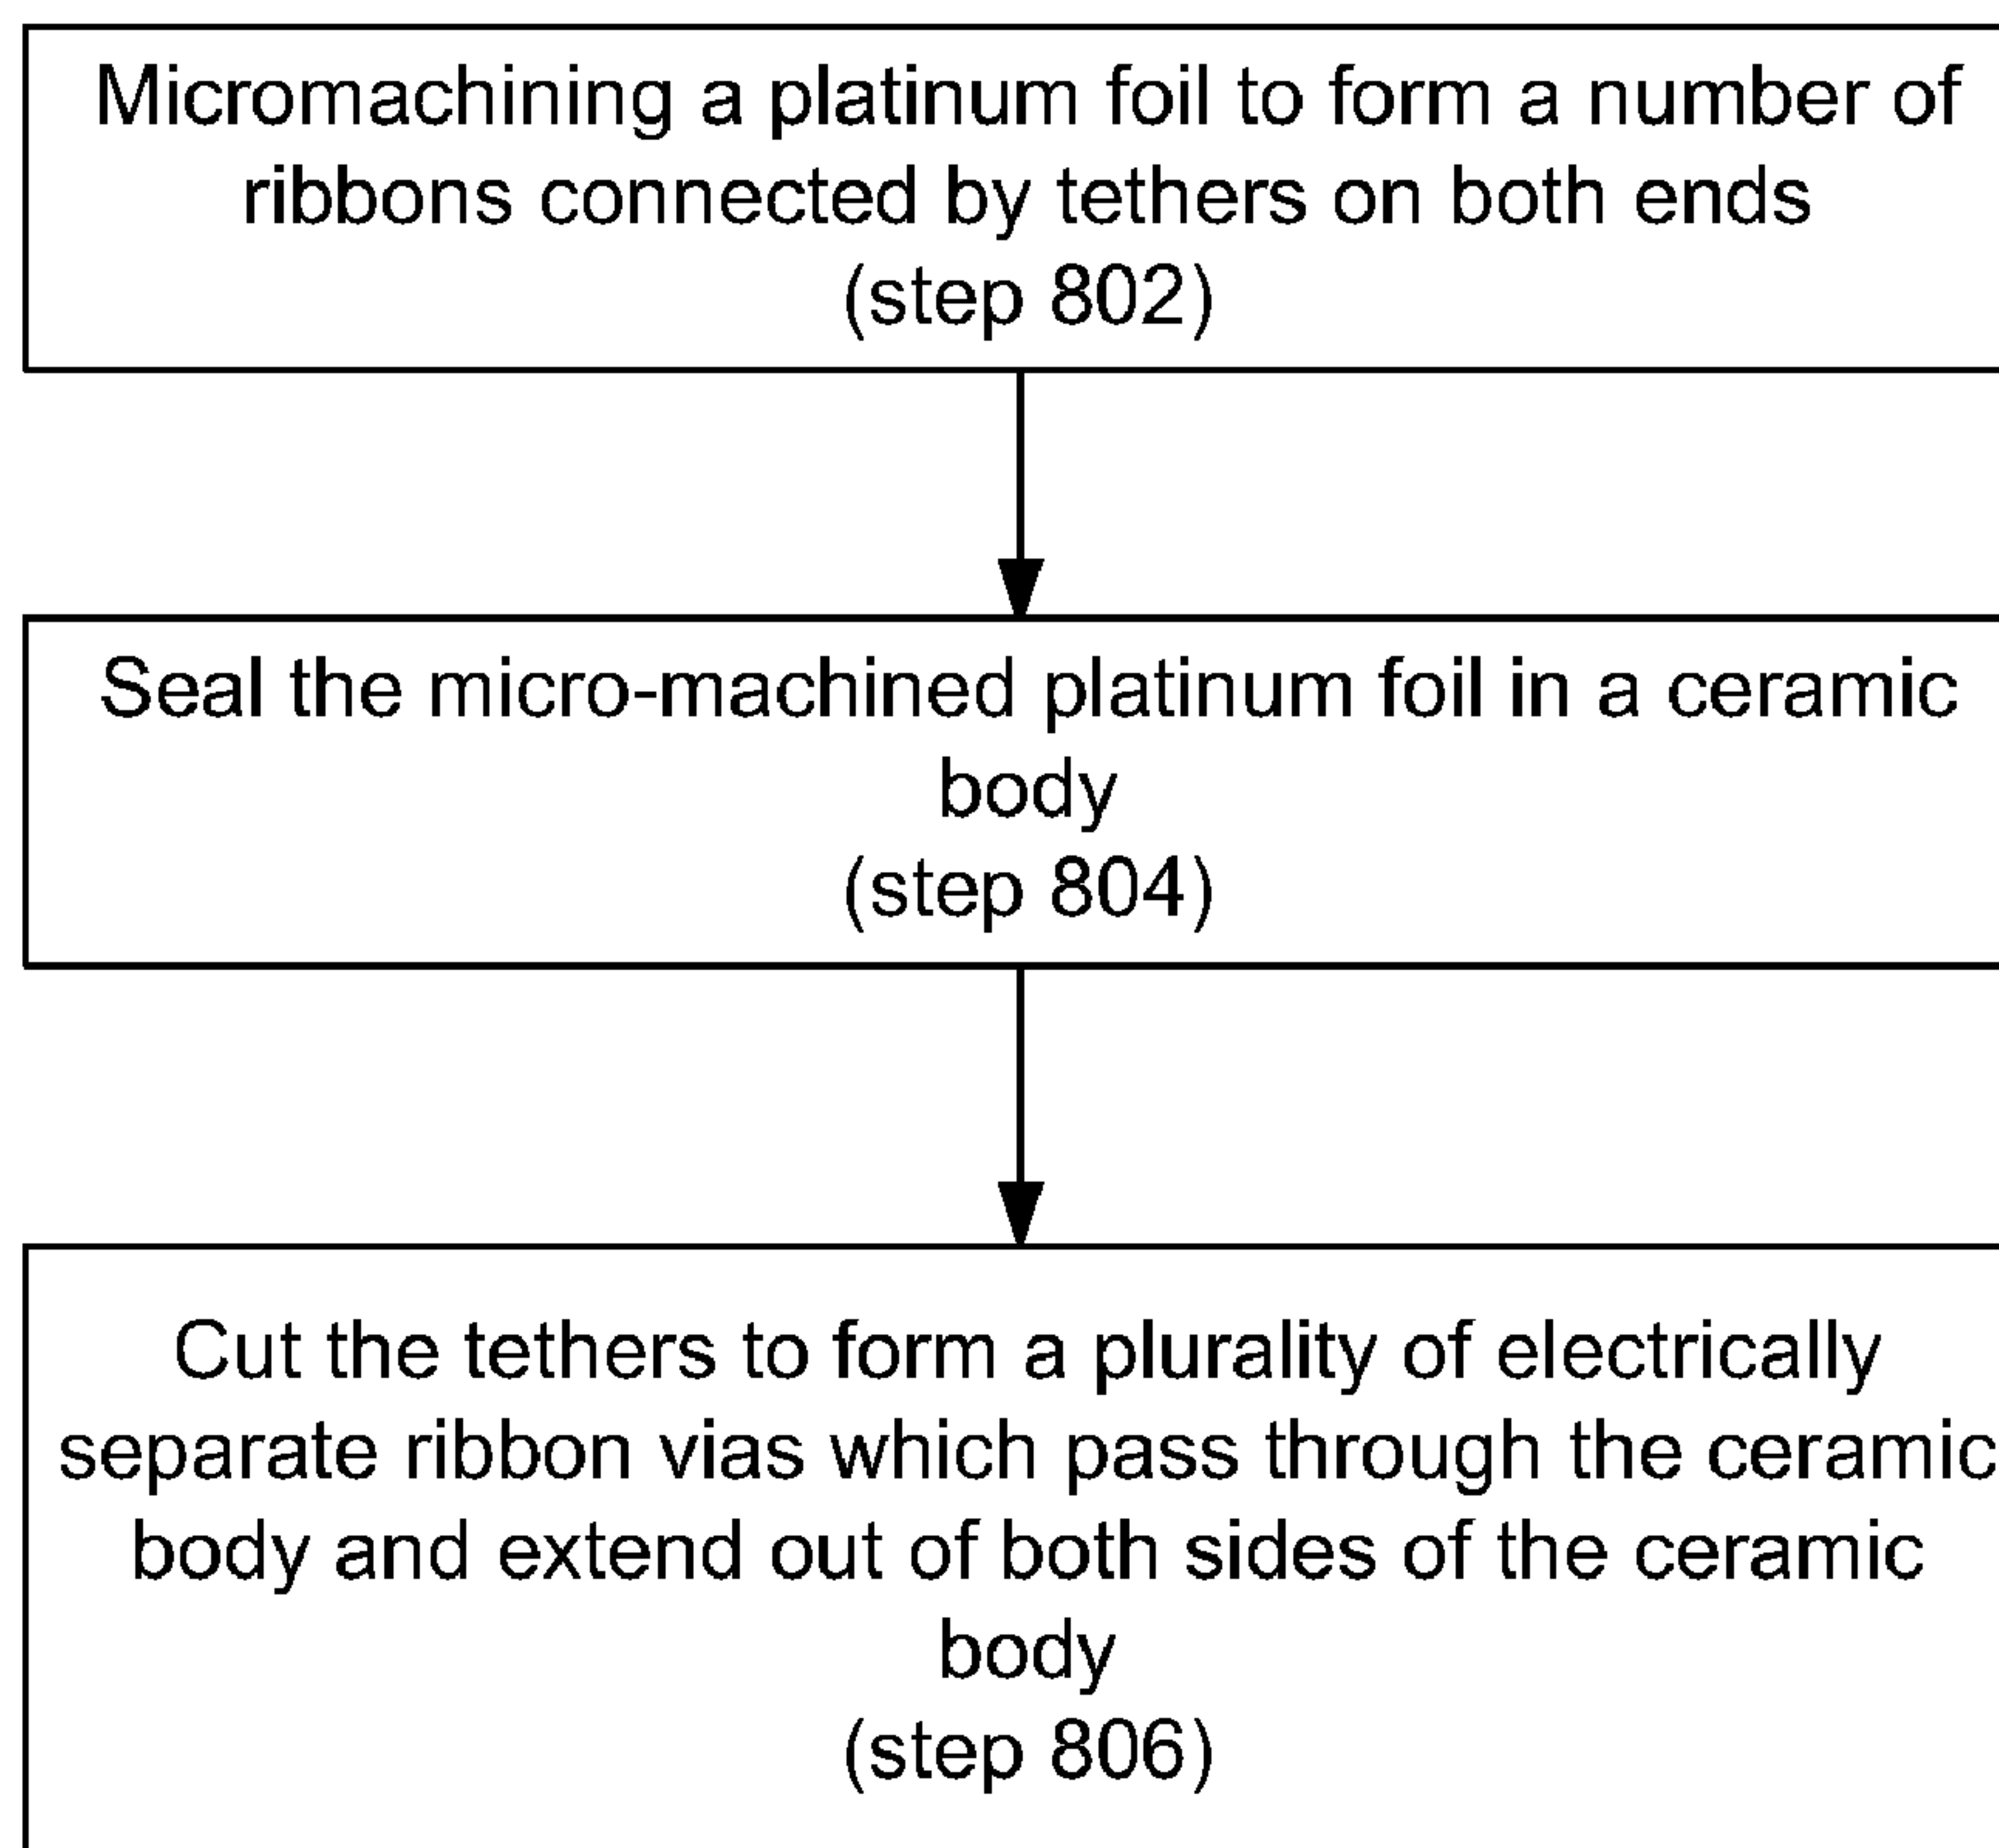 Micromachining a platinum foil to form a number of
ribbons connected by tethers on both ends
(step 802)
Seal the micro-machined platinum foil in a ceramic
body
(step 804)
Cut the tethers to form a plurality of electrically
separate ribbon vias which pass through the ceramic
body and extend out of both sides of the ceramic
body
(step 806)